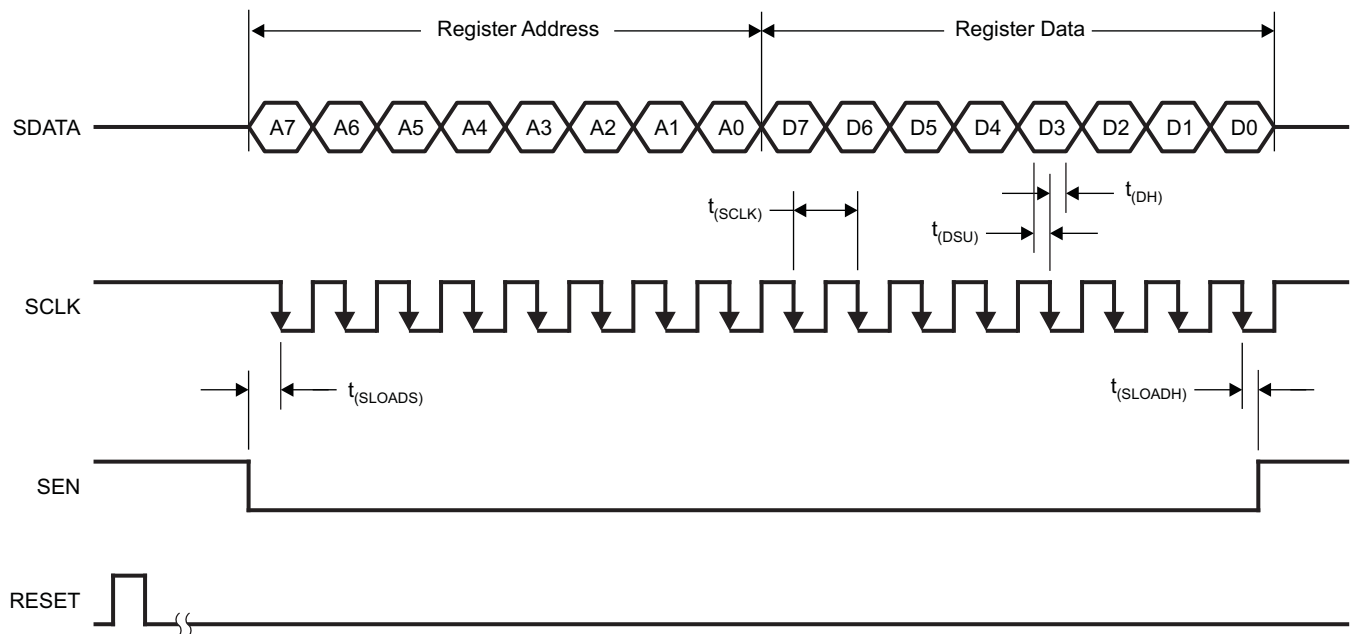 Register Address Register Data
SDATA A7 A6 A5 A4 A3 A2 A1 A0 D7 D6 D5 D4 D3 D2 D1 D0
t(SCLK) t(DH)
t(DSU)
SCLK
t(SLOADS) t(SLOADH)
SEN
RESET